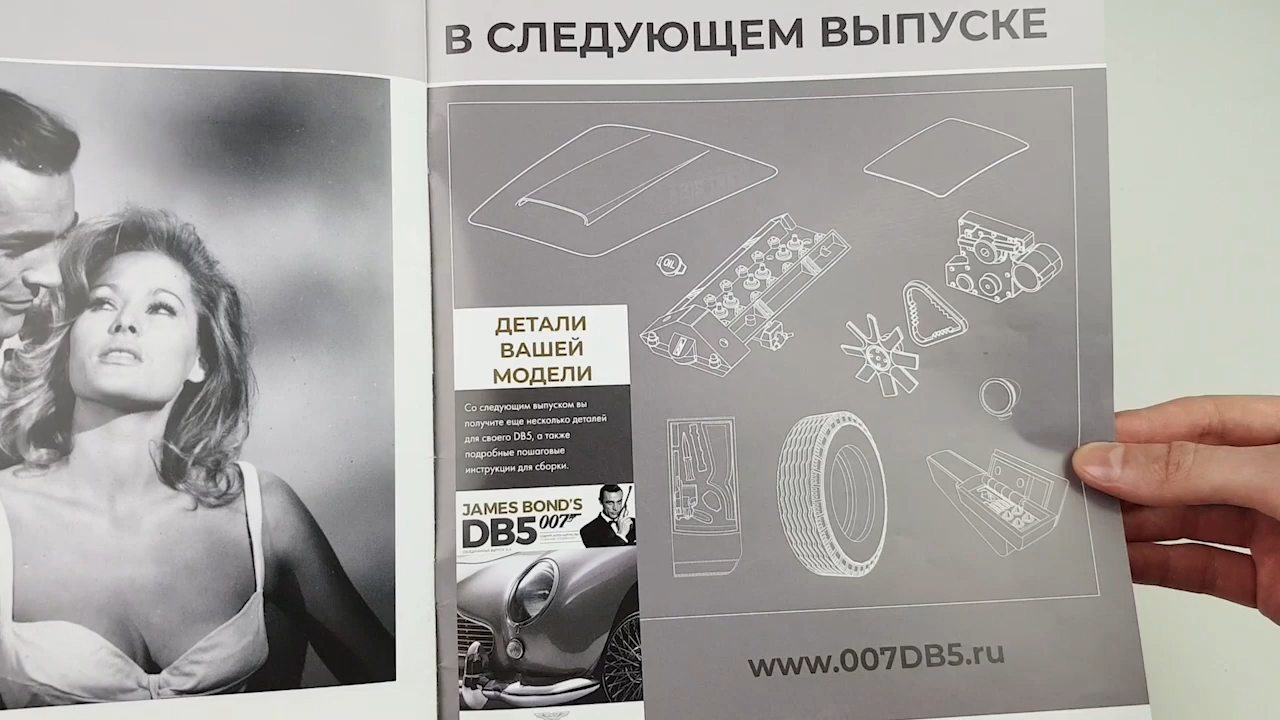 В СЛЕДУЮЩЕМ ВЫПУСКЕ
OIL
ДЕТАЛИ
ВАШЕЙ
МОДЕЛИ
Со следующим выпуском вы
получите еще несколько деталей
для своего DB5, а также
подробные пошаговые
инструкции для сборки.
JAMES BOND'S
DB5 007
www.007DB5.ru